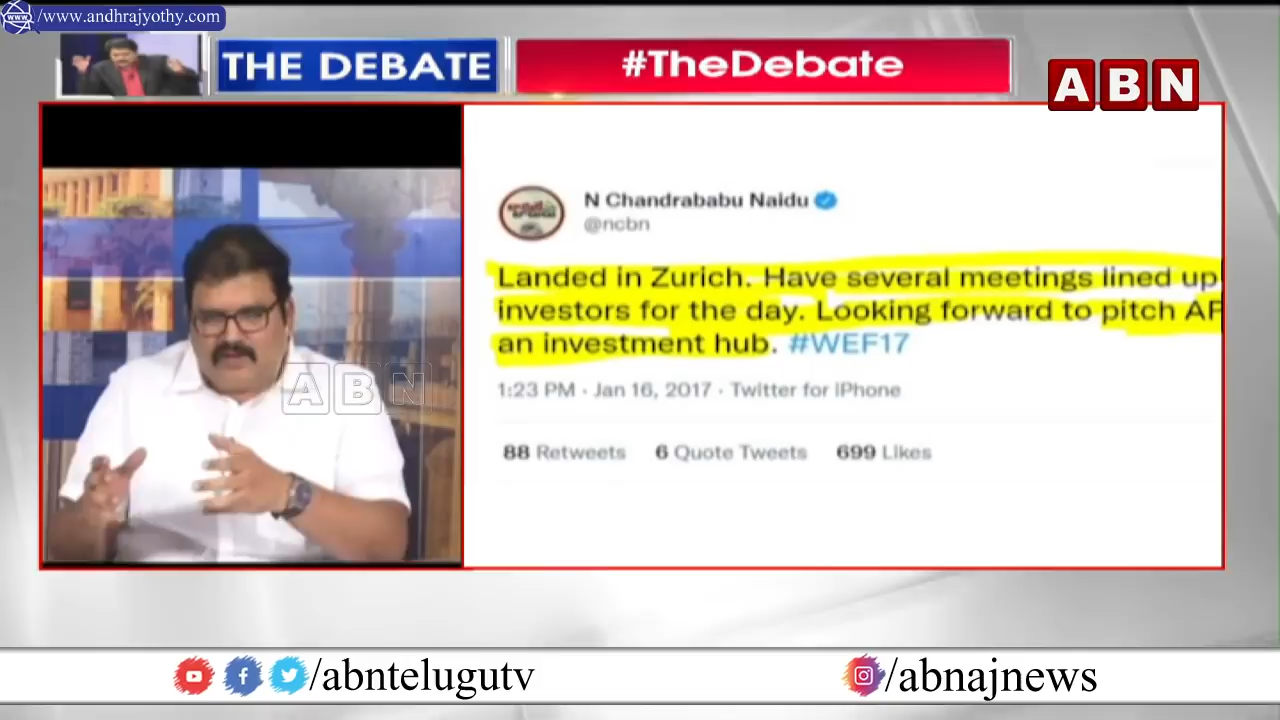 /www.andhrajyothy.com
THE DEBATE
#TheDebate
ABN
N Chandrababu Naidu
@ncbn
Landed in Zurich. Have several meetings lined up
investors for the day. Looking forward to pitch AP
an investment hub. #WEF17
1:23 PM · Jan 16, 2017 · Twitter for iPhone
88 Retweets 6 Quote Tweets 699 Likes
ABN
/abntelugutv
/abnajnews